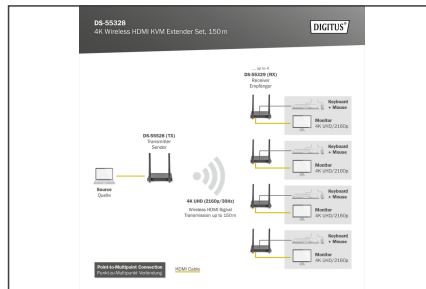 DS-55328
4K Wireless HDMI KVM Extender Set, 150 m
DIGITUS®
... up to 4
DS-55329 (RX)
Receiver
Empfänger
Keyboard
+ Mouse
Monitor
4K UHD/2160p
DS-55528 (TX)
Transmitter
Sender
Keyboard
+ Mouse
Monitor
4K UHD/2160p
Source
Quelle
4K UHD (2160p/30Hz)
Wireless HDMI Signal
Transmission up to 150m
Keyboard
+ Mouse
Monitor
4K UHD/2160p
Keyboard
+ Mouse
Monitor
4K UHD/2160p
Point-to-Multipoint Connection
Punkt-zu-Multipunkt-Verbindung
HDMI Cable